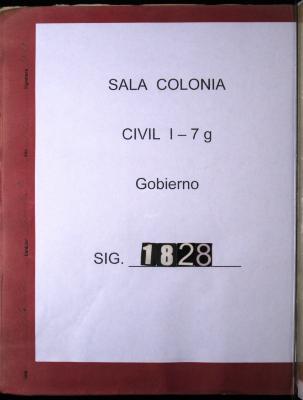 SALA COLONIA
CIVIL I – 7 g
Gobierno
SIG. 1828